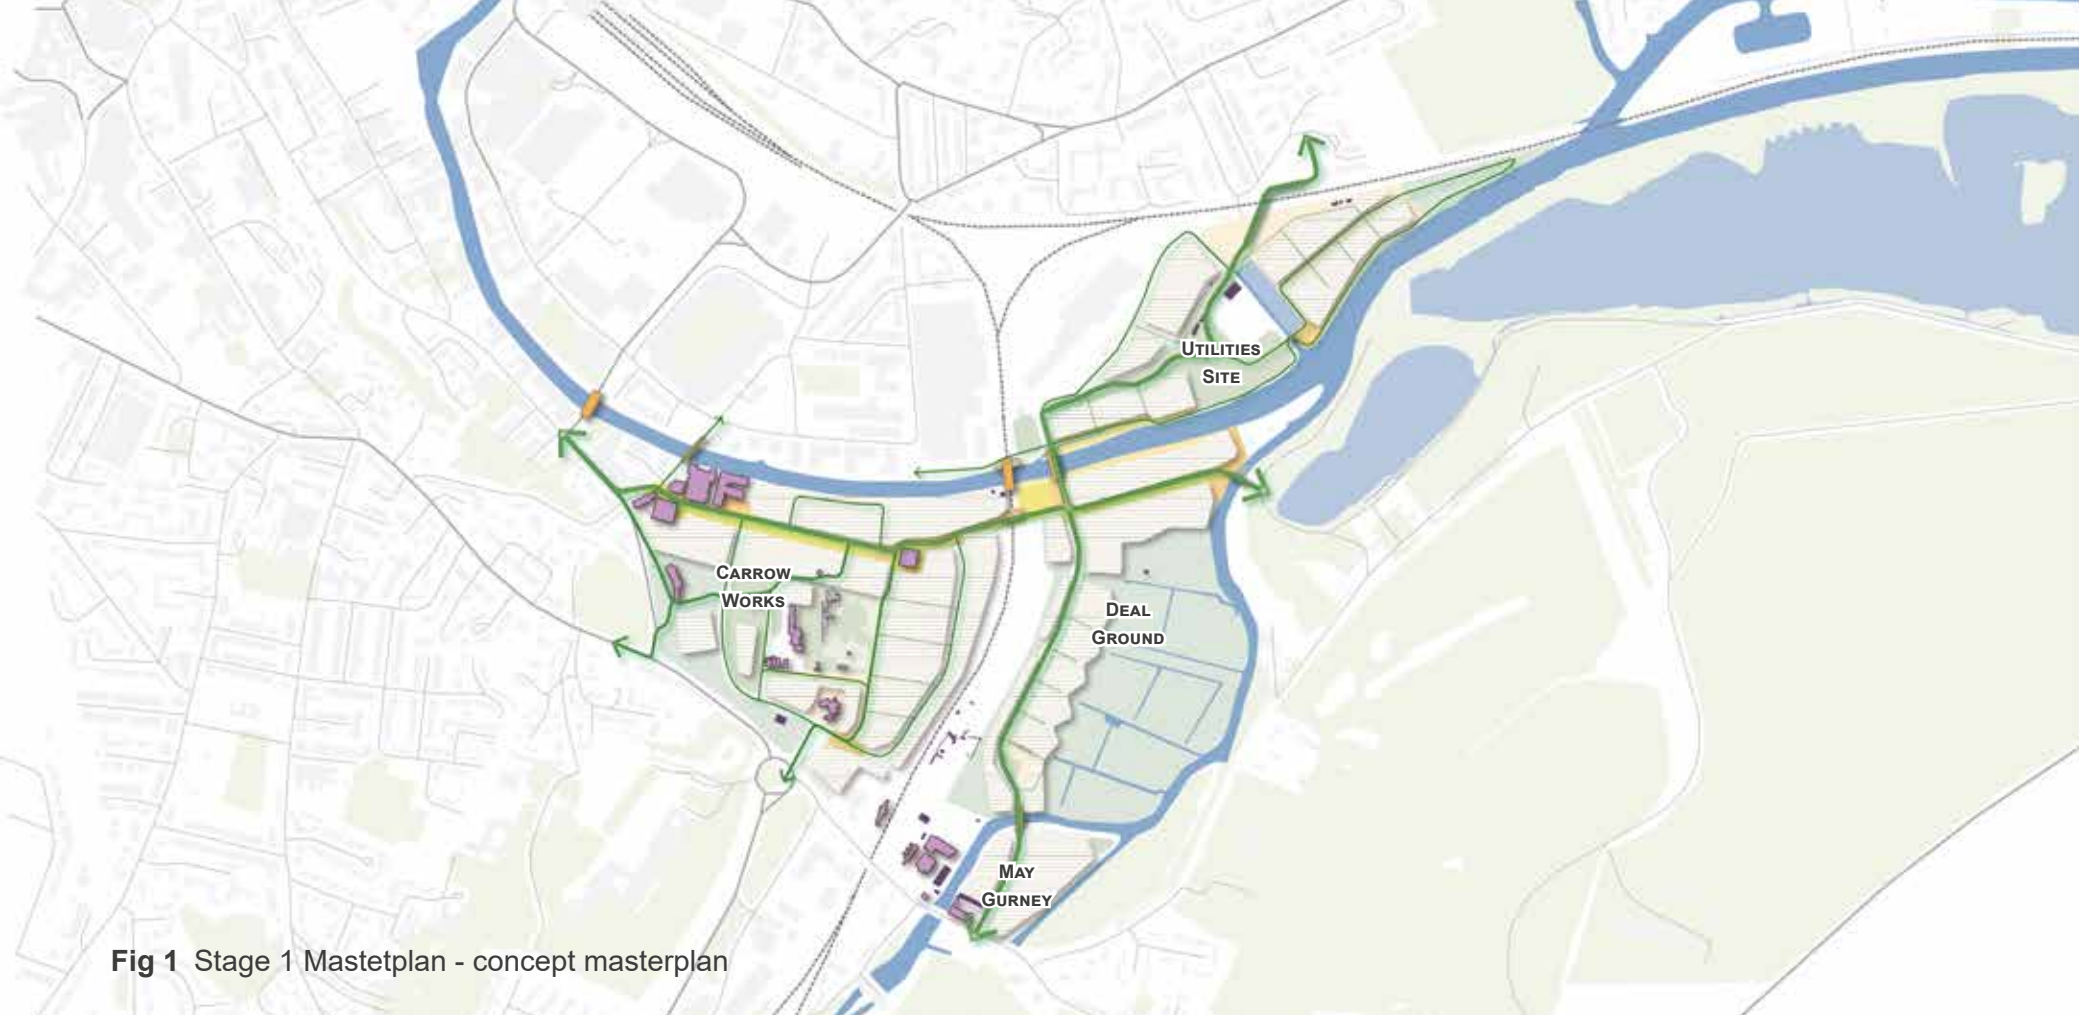 UTILITIES
SITE
CARROW
WORKS
DEAL
GROUND
MAY
GURNEY
Fig 1 Stage 1 Mastetplan - concept masterplan